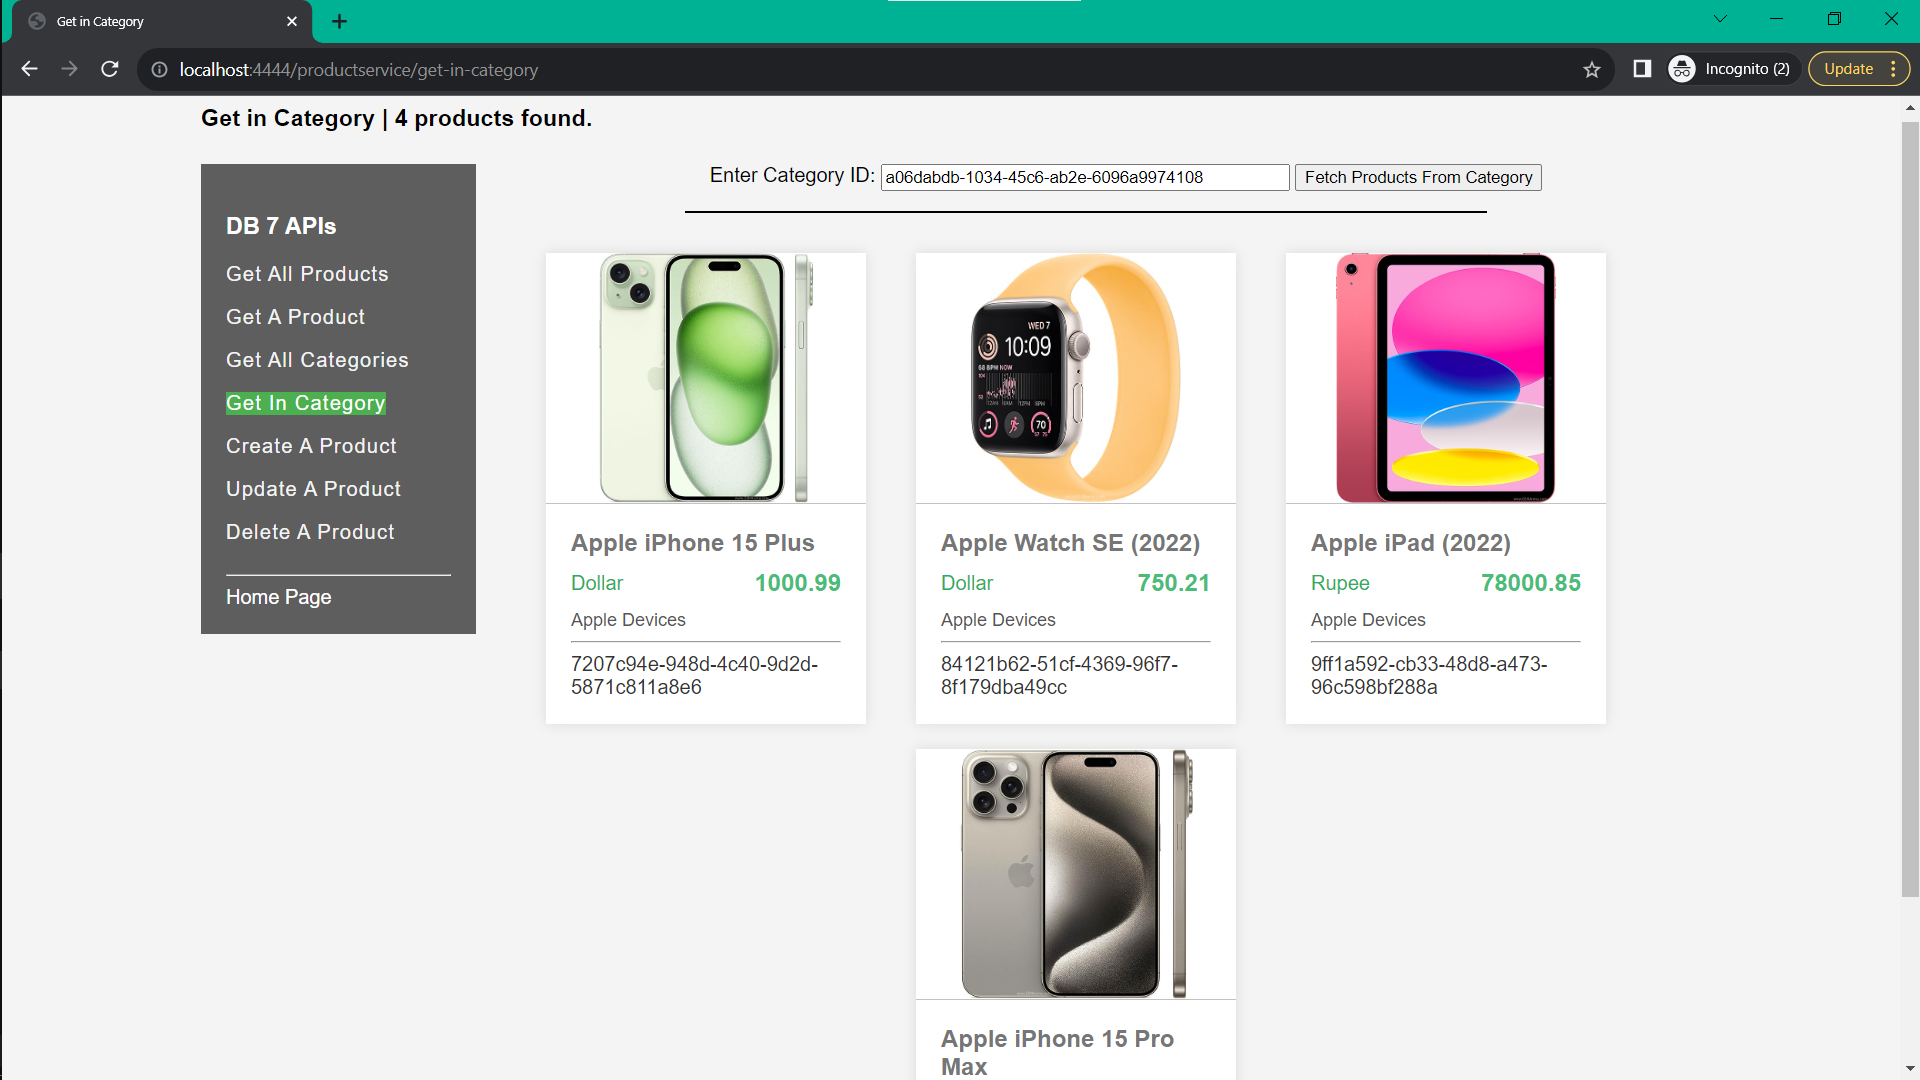 Get in Category
localhost:4444/productservice/get-in-category
Incognito (2)
Update
Get in Category | 4 products found.
DB 7 APIs
Get All Products
Get A Product
Get All Categories
Get In Category
Create A Product
Update A Product
Delete A Product
Home Page
Enter Category ID: a06dabdb-1034-45c6-ab2e-6096a9974108 Fetch Products From Category
Apple iPhone 15 Plus
Dollar 1000.99
Apple Devices
7207c94e-948d-4c40-9d2d-
5871c811a8e6
WED 7
10:09
68 BPM NOW
70
Apple Watch SE (2022)
Dollar 750.21
Apple Devices
84121b62-51cf-4369-96f7-
8f179dba49cc
Apple iPad (2022)
Rupee 78000.85
Apple Devices
9ff1a592-cb33-48d8-a473-
96c598bf288a
Apple iPhone 15 Pro
Max